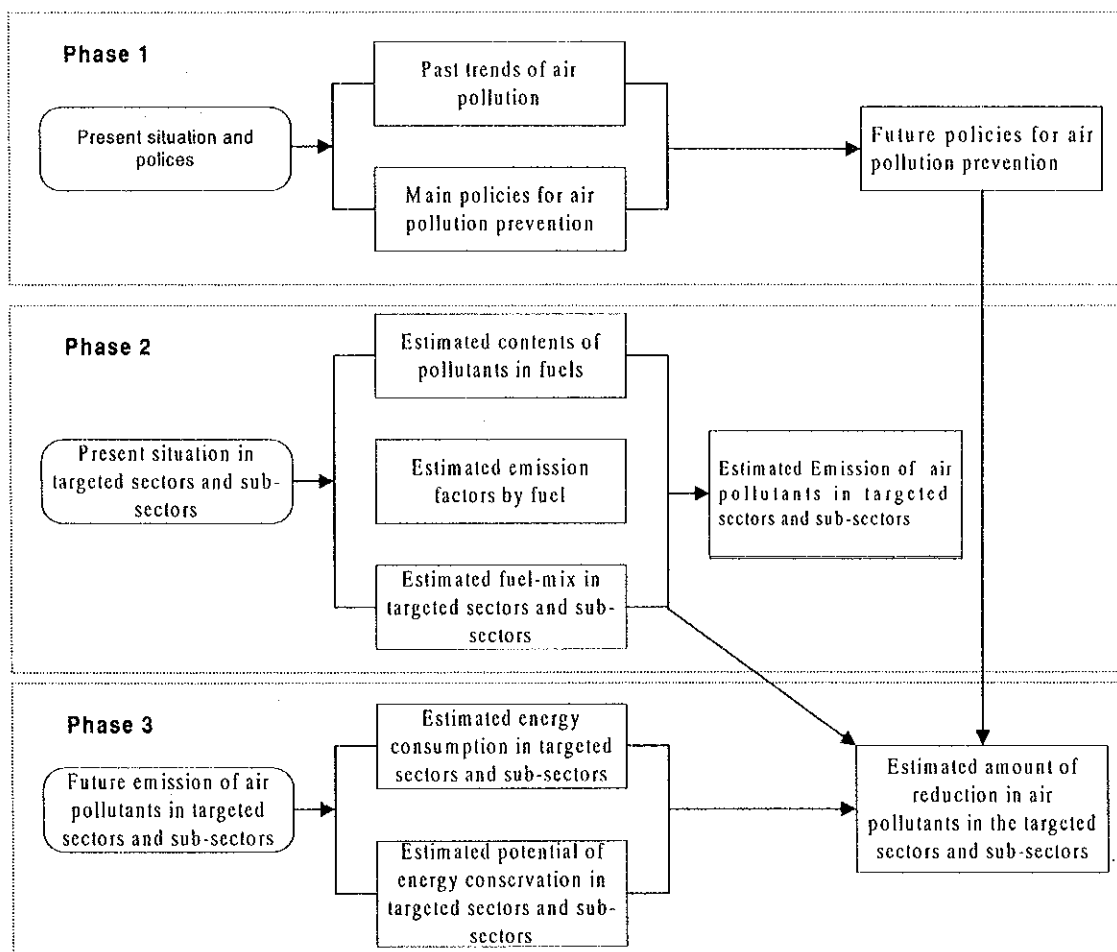 Phase 1
Present situation and
polices
Past trends of air
pollution
Main policies for air
pollution prevention
Future policies for air
pollution prevention
Phase 2
Present situation in
targeted sectors and sub-
sectors
Estimated contents of
pollutants in fuels
Estimated emission
factors by fuel
Estimated fuel-mix in
targeted sectors and sub-
sectors
Estimated Emission of air
pollutants in targeted
sectors and sub-sectors
Phase 3
Future emission of air
pollutants in targeted
sectors and sub-sectors
Estimated energy
consumption in targeted
sectors and sub-sectors
Estimated potential of
energy conservation in
targeted sectors and sub-
sectors
Estimated amount of
reduction in air
pollutants in the targeted
sectors and sub-sectors